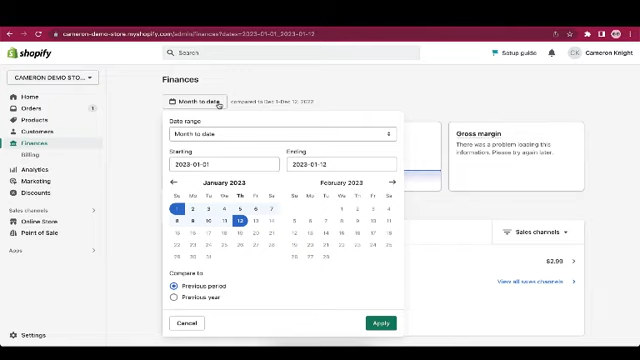 cameron-demo-store.myshopify.com/admin/finances?dates=2023-01-01_2023-01-12
shopify
Search
Setup guide
CK
Cameron Knight
CAMERON DEMO STO...
Home
Orders
1
Products
Customers
Finances
Billing
Analytics
Marketing
Discounts
Sales channels
Online Store
Point of Sale
Apps
Settings
Finances
Month to date
compared to Dec 1-Dec 12, 2022
Date range
Month to date
Starting
Ending
2023-01-01
2023-01-12
January 2023
February 2023
Su Mo Tu We Th Fr Sa
Su Mo Tu We Th Fr Sa
1 2 3 4 5 6 7
1 2 3 4
8 9 10 11 12 13 14
5 6 7 8 9 10 11
15 16 17 18 19 20 21
12 13 14 15 16 17 18
22 23 24 25 26 27 28
19 20 21 22 23 24 25
29 30 31
26 27 28
Compare to
Previous period
Previous year
Cancel
Apply
Gross margin
There was a problem loading this
information. Please try again later.
Sales channels
$2.99
View all sales channels